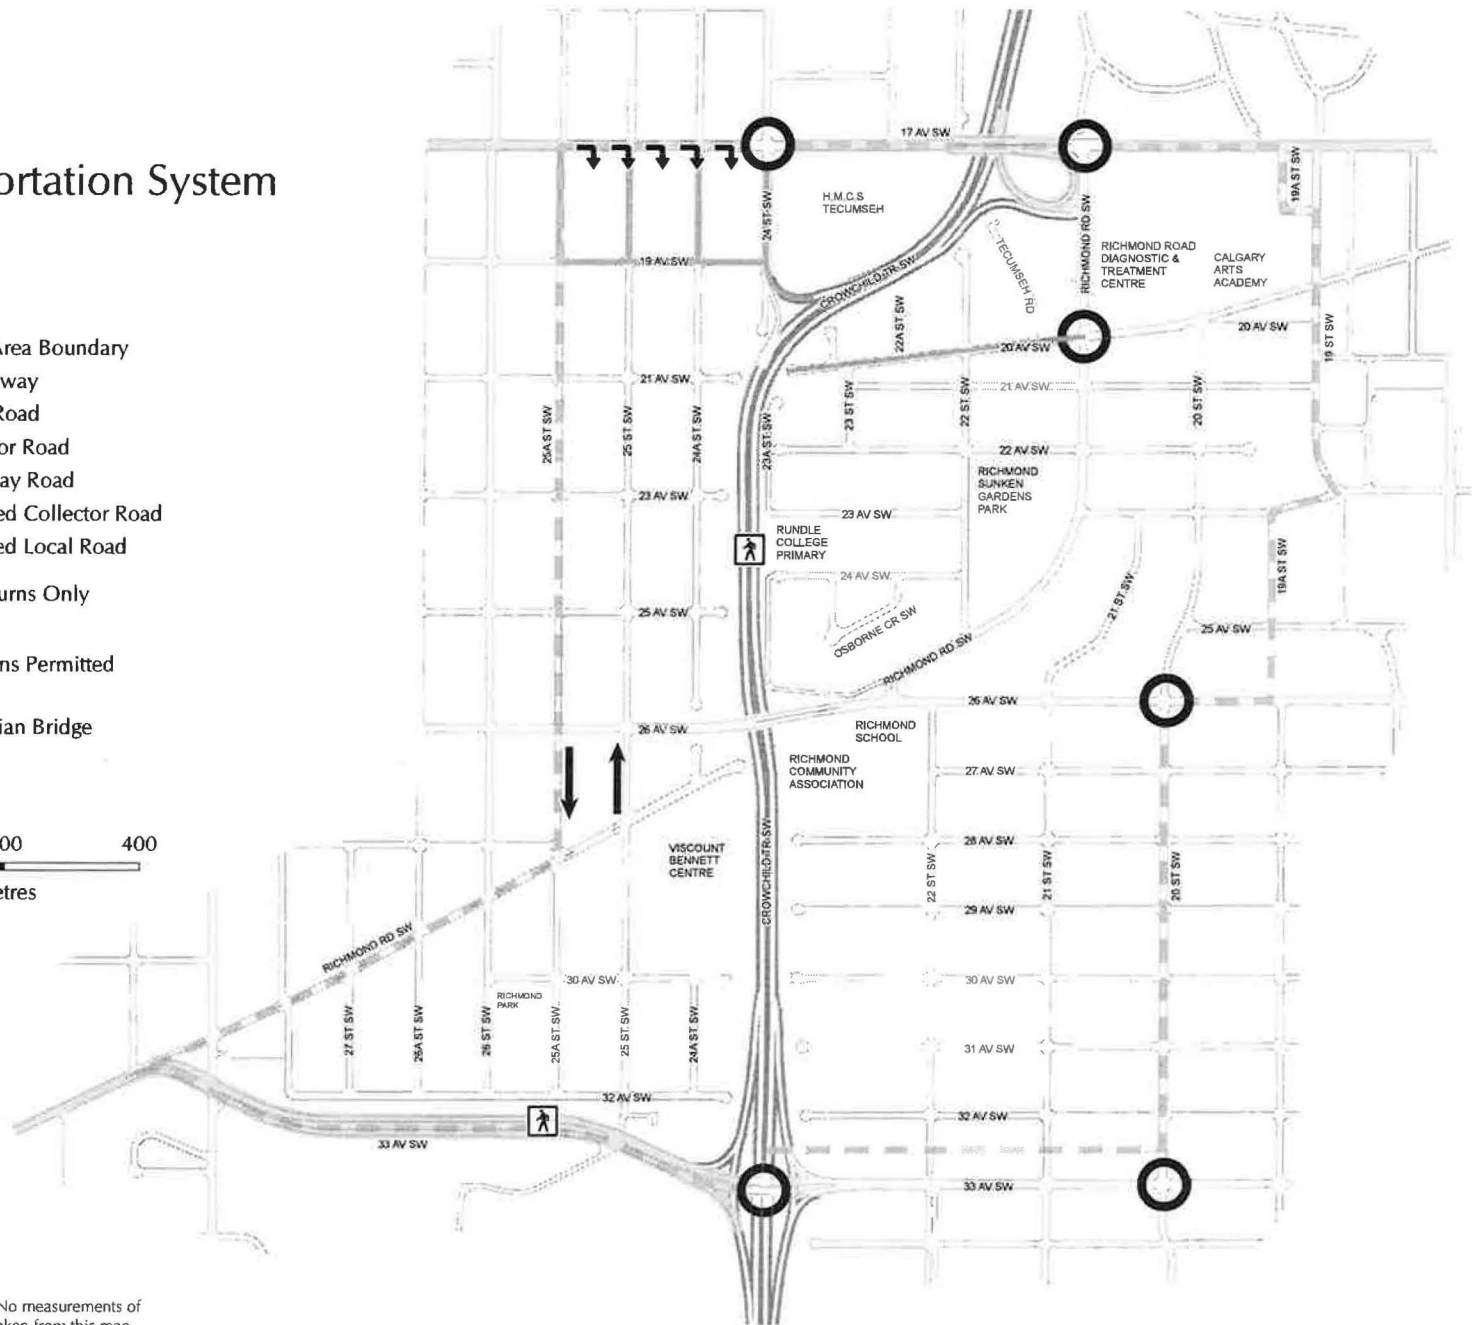 ortation System
Area Boundary
way
Road
or Road
ay Road
ed Collector Road
ed Local Road
urns Only
ns Permitted
ian Bridge
00
400
etres
No measurements of
17 AV SW
24 ST SW
H.M.C.S
TECUMSEH
RICHMOND RD SW
19A ST SW
19 AV SW
CROWCHILD TR SW
TECUMSEH RD
RICHMOND ROAD
DIAGNOSTIC &
TREATMENT
CENTRE
CALGARY
ARTS
ACADEMY
22A ST SW
20 AV SW
20 AV SW
19 ST SW
21 AV SW
21 AV SW
25A ST SW
25 ST SW
24A ST SW
23A ST SW
23 ST SW
22 ST SW
20 ST SW
22 AV SW
RICHMOND
SUNKEN
GARDENS
PARK
23 AV SW
23 AV SW
RUNDLE
COLLEGE
PRIMARY
24 AV SW
19A ST SW
21 ST SW
25 AV SW
OSBORNE CR SW
25 AV SW
RICHMOND RD SW
26 AV SW
26 AV SW
RICHMOND
SCHOOL
RICHMOND
COMMUNITY
ASSOCIATION
27 AV SW
VISCOUNT
BENNETT
CENTRE
CROWCHILD TR SW
28 AV SW
22 ST SW
21 ST SW
20 ST SW
29 AV SW
RICHMOND RD SW
30 AV SW
30 AV SW
RICHMOND
PARK
27 ST SW
26A ST SW
26 ST SW
25A ST SW
25 ST SW
24A ST SW
31 AV SW
32 AV SW
32 AV SW
33 AV SW
33 AV SW